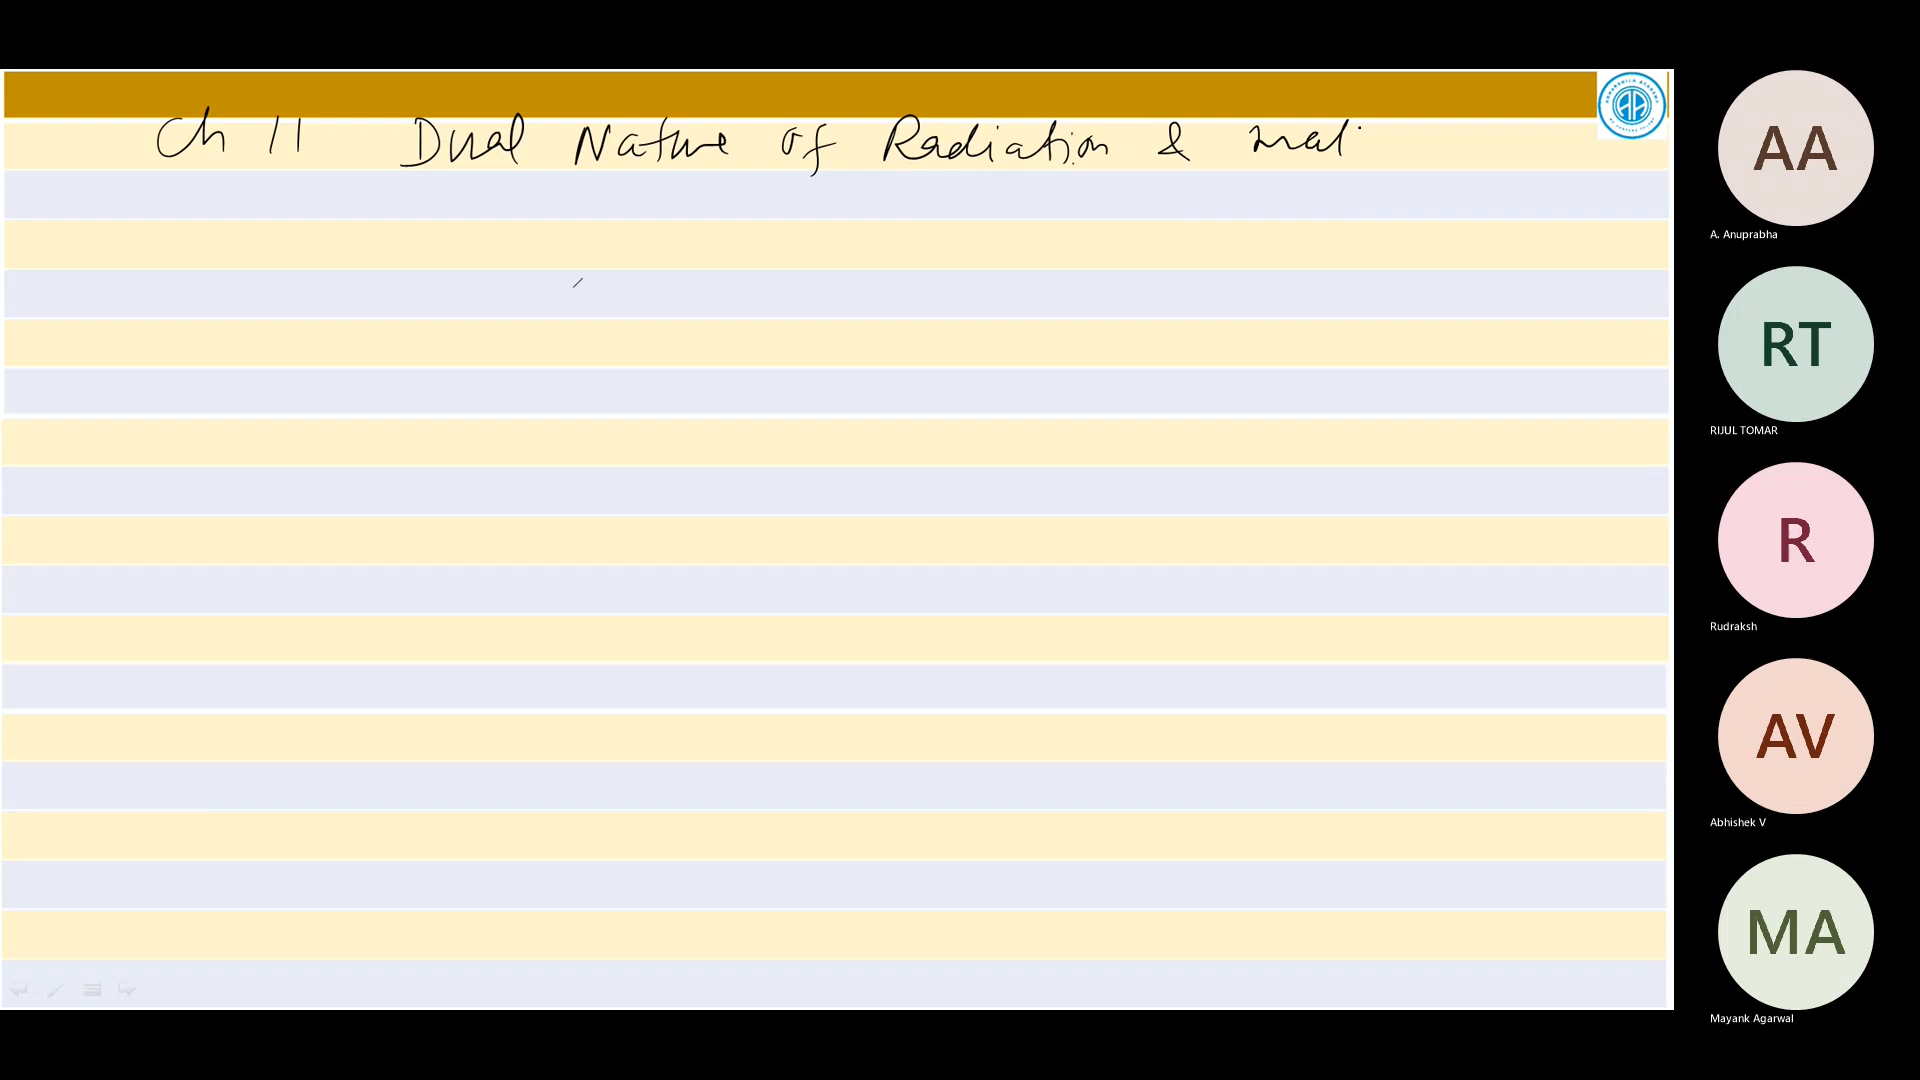 Ch 11 Dual Nature of Radiation & mat
AA
A. Anuprabha
RT
RIJUL TOMAR
R
Rudraksh
AV
Abhishek V
MA
Mayank Agarwal